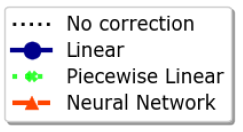 No correction
Linear
Piecewise Linear
Neural Network